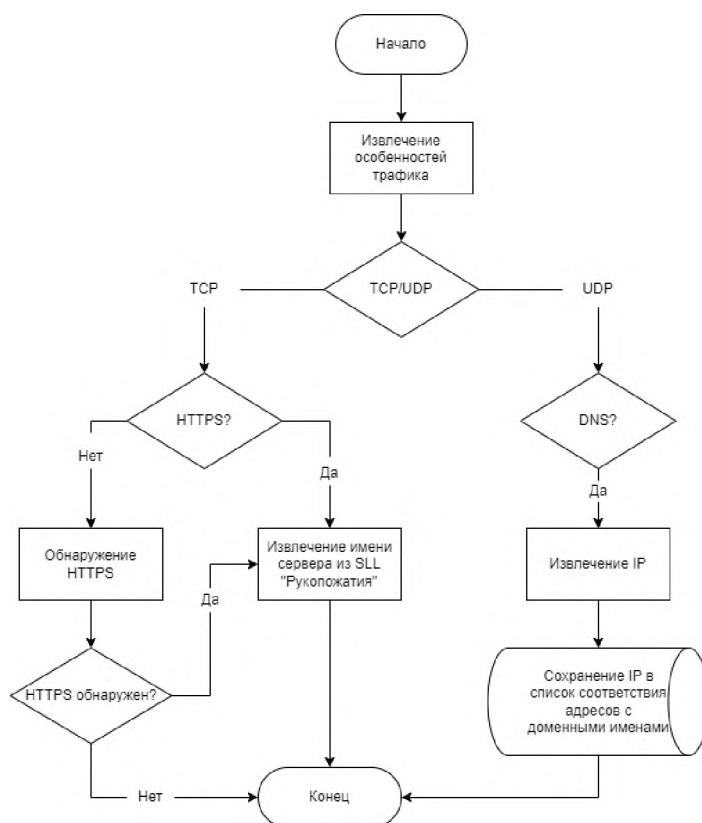 Начало
Извлечение
особенностей
трафика
TCP
TCP/UDP
UDP
HTTPS?
DNS?
Нет
Да
Да
Обнаружение
HTTPS
Извлечение имени
сервера из SLL
"Рукопожатия"
Извлечение IP
Да
HTTPS обнаружен?
Сохранение IP в
список соответствия
адресов с
доменными именами
Нет
Конец